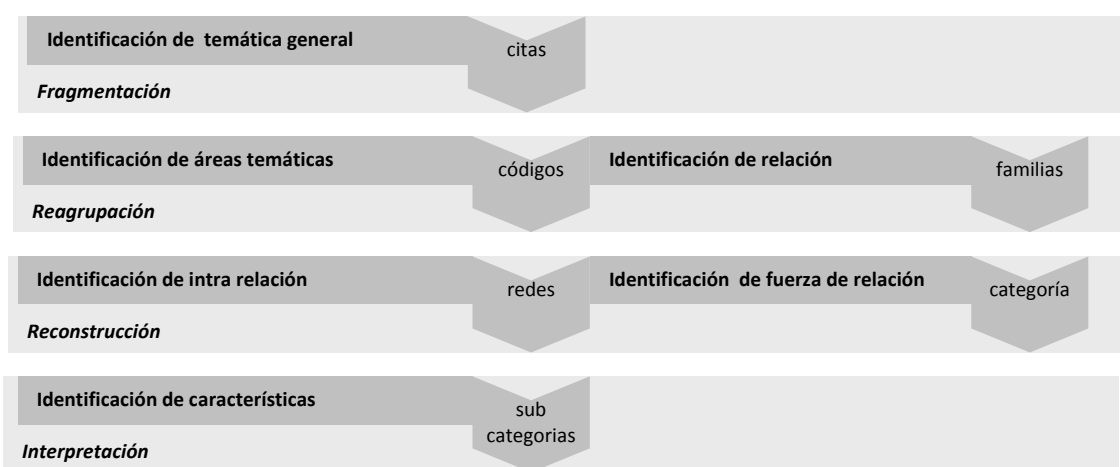 Identificación de temática general
citas
Fragmentación
Identificación de áreas temáticas
códigos
Identificación de relación
familias
Reagrupación
Identificación de intra relación
redes
Identificación de fuerza de relación
categoría
Reconstrucción
Identificación de características
sub
categorias
Interpretación